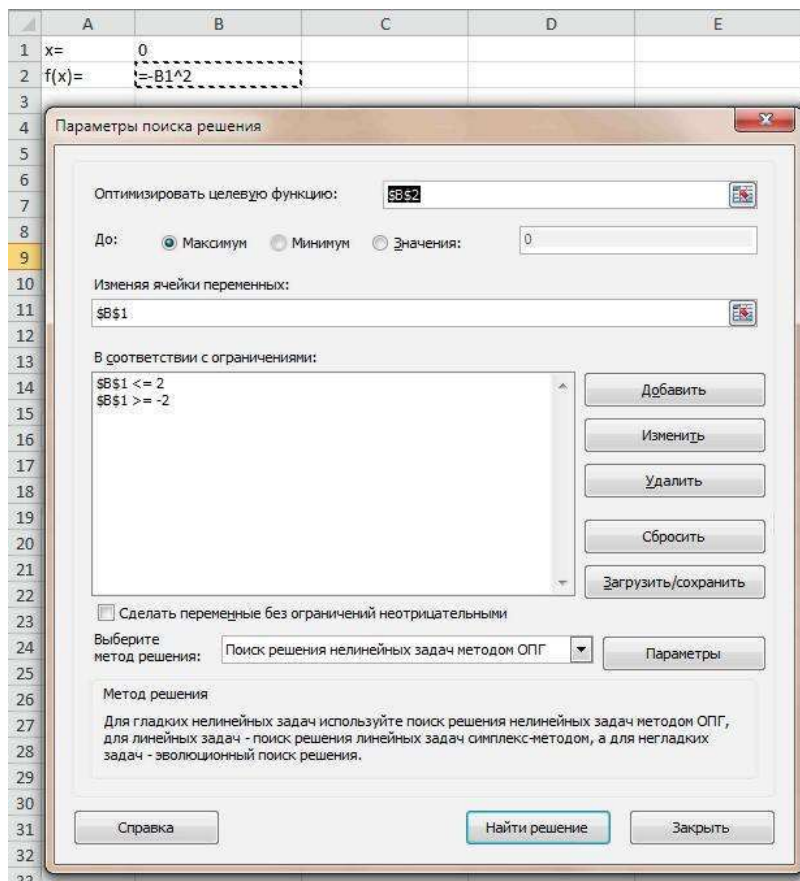 A B C D E
1 x= 0
2 f(x)= =-B1^2
3
4
Параметры поиска решения
5
6
Оптимизировать целевую функцию: $B$2
7
8
До: Максимум Минимум Значения: 0
9
10
Изменяя ячейки переменных:
11
$B$1
12
13
В соответствии с ограничениями:
14
$B$1 <= 2
Добавить
15
$B$1 >= -2
16
Изменить
17
18
Удалить
19
20
Сбросить
21
22
Загрузить/сохранить
23
Сделать переменные без ограничений неотрицательными
24
Выберите
метод решения:
Поиск решения нелинейных задач методом ОПГ
Параметры
25
26
Метод решения
27
Для гладких нелинейных задач используйте поиск решения нелинейных задач методом ОПГ,
28
для линейных задач - поиск решения линейных задач симплекс-методом, а для негладких
задач - эволюционный поиск решения.
29
30
31
Справка Найти решение Закрыть
32
33